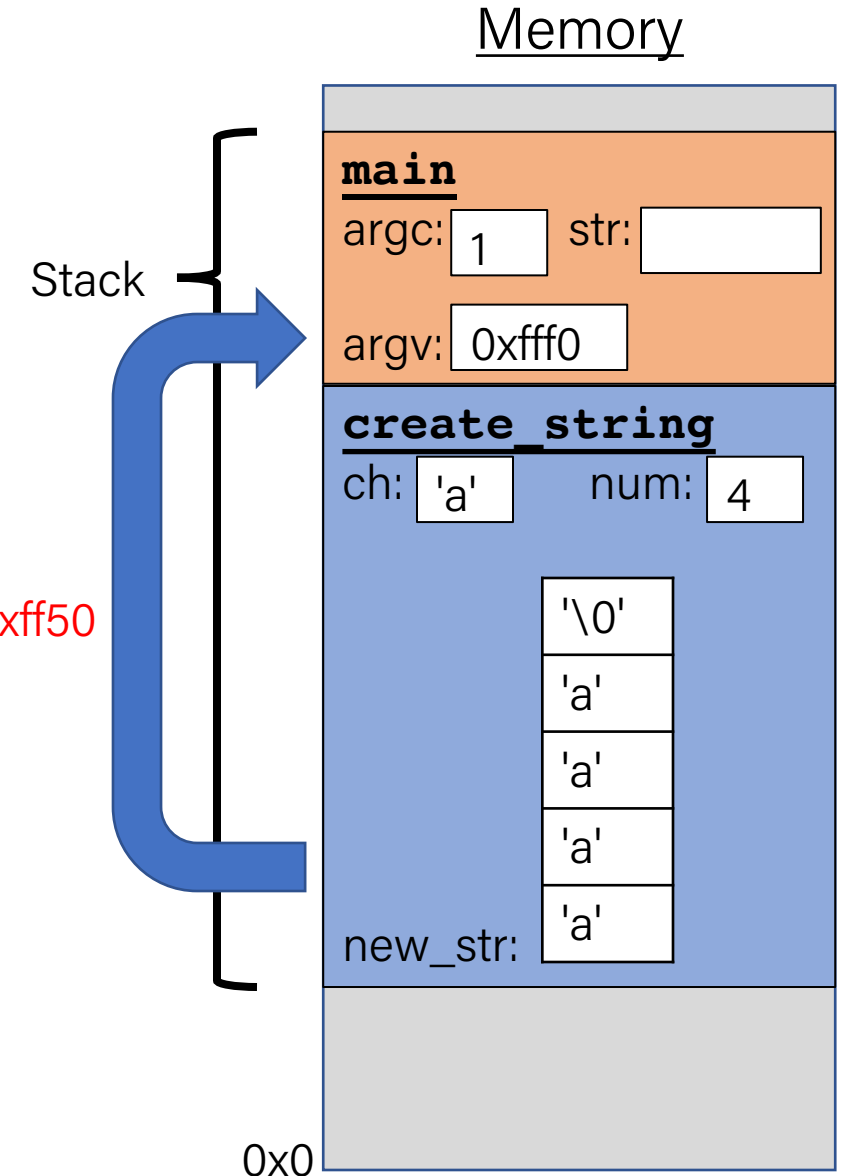 Memory
main
argc: 1 str:
Stack
argv: 0xfff0
create_string
ch: 'a' num: 4
'\0'
xff50
'a'
'a'
'a'
'a'
new_str:
0x0